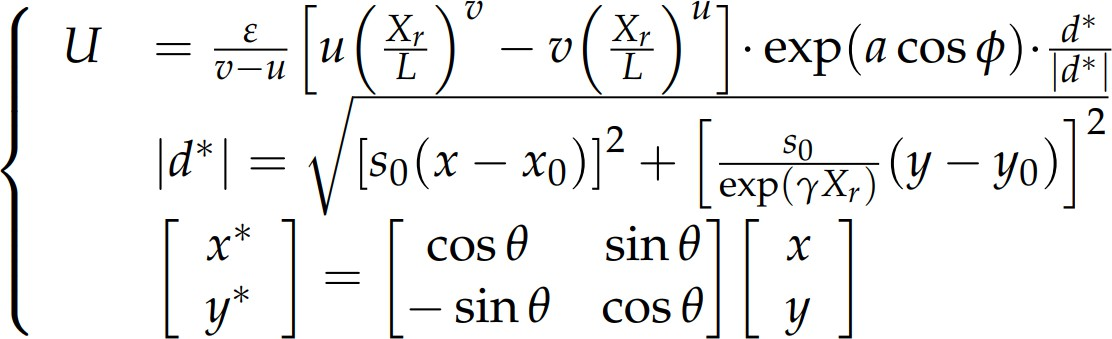 U = ε/(v−u) [u(X_r/L)^v − v(X_r/L)^u] · exp(a cos ϕ) · d*/|d*|
|d*| = √([s_0(x − x_0)]^2 + [s_0/exp(γX_r) (y − y_0)]^2)
[x* y*] = [cos θ sin θ −sin θ cos θ] [x y]